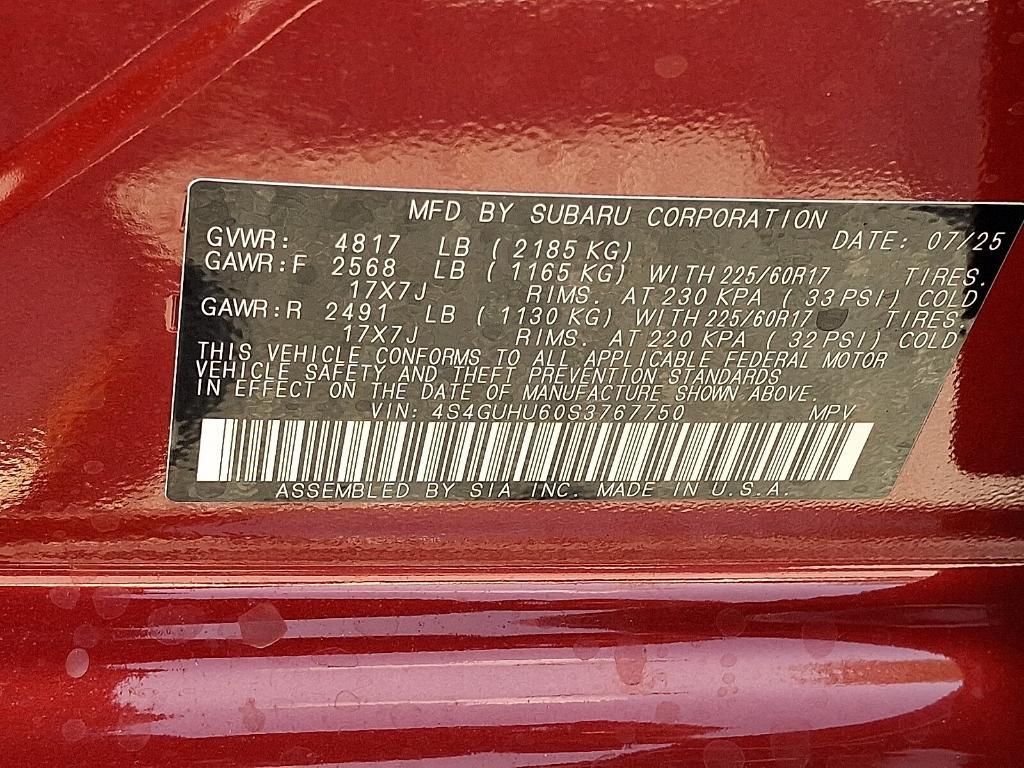 MFD BY SUBARU CORPORATION
GVWR: 4817 LB ( 2185 KG) DATE: 07/25
GAWR:F 2568 LB ( 1165 KG) WITH 225/60R17 TIRES.
17X7J RIMS. AT 230 KPA ( 33 PSI) COLD
GAWR:R 2491 LB ( 1130 KG) WITH 225/60R17 TIRES.
17X7J RIMS. AT 220 KPA ( 32 PSI) COLD
THIS VEHICLE CONFORMS TO ALL APPLICABLE FEDERAL MOTOR
VEHICLE SAFETY AND THEFT PREVENTION STANDARDS
IN EFFECT ON THE DATE OF MANUFACTURE SHOWN ABOVE.
VIN: 4S4GUHU60S3767750 MPV
ASSEMBLED BY SIA INC. MADE IN U.S.A.